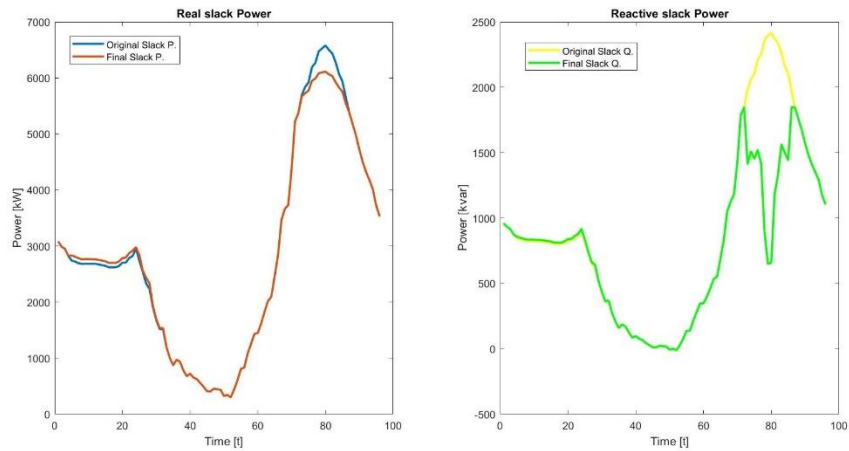 Real slack Power
Original Slack P.
Final Slack P.
Power [kW]
7000
6000
5000
4000
3000
2000
1000
0
0 20 40 60 80 100
Time [t]
Reactive slack Power
Original Slack Q.
Final Slack Q.
Power [kvar]
2500
2000
1500
1000
500
0
-500
0 20 40 60 80 100
Time [t]